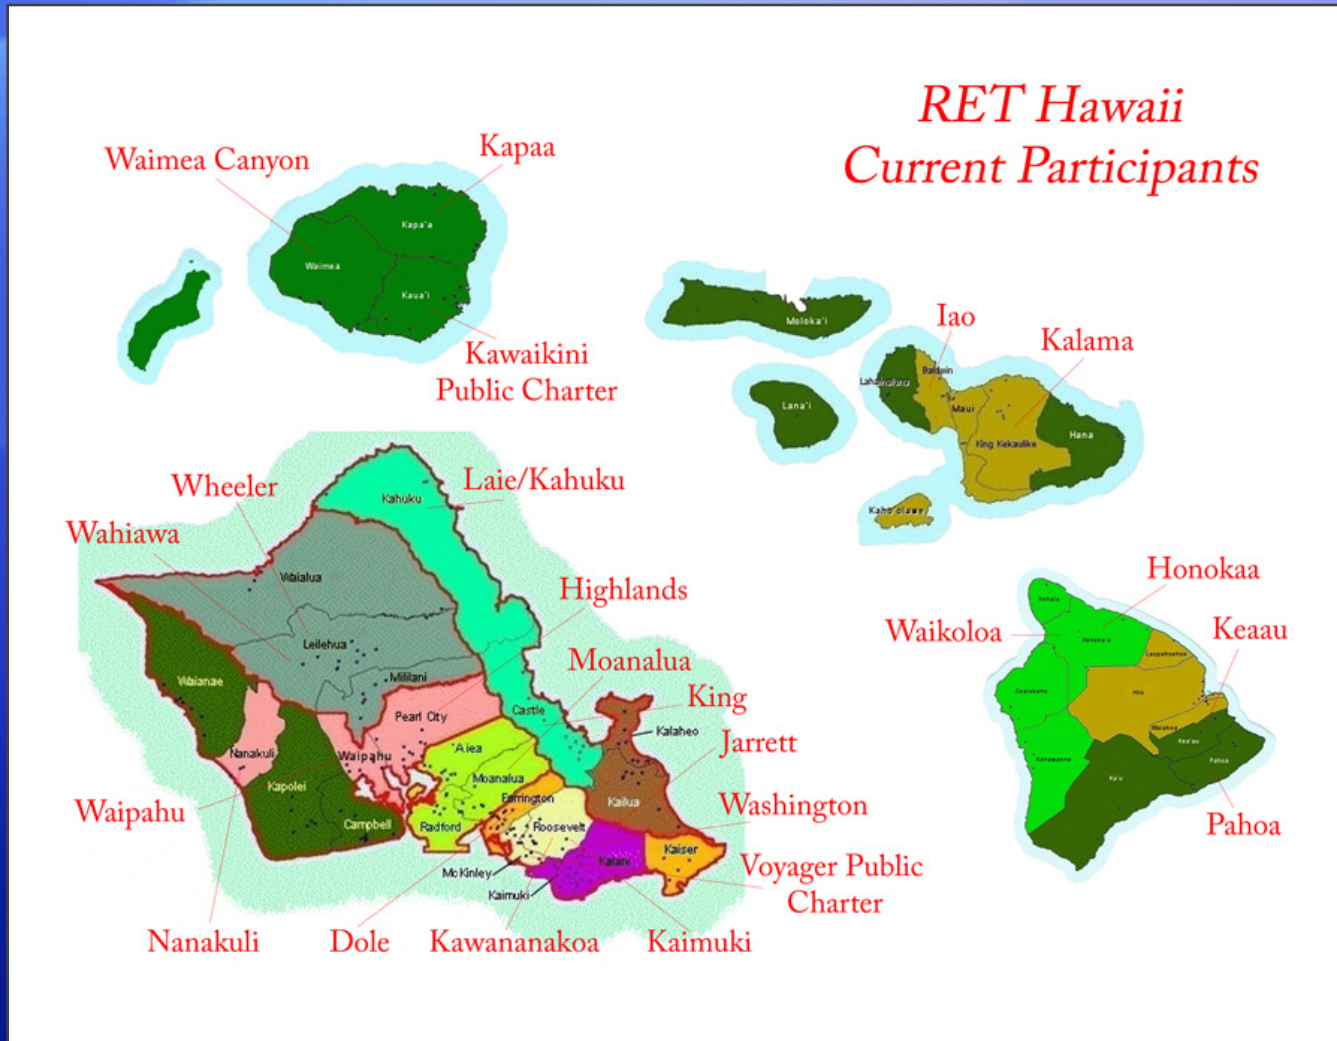 RET Hawaii
Current Participants
Waimea Canyon
Kapaa
Kapa'a
Waimea
Kaua'i
Kawaikini
Public Charter
Moloka'i
Iao
Kalama
Lahainaluna
Baldwin
Maui
Lana'i
King Kekaulike
Hana
Kaho'olawe
Wheeler
Laie/Kahuku
Kahuku
Wahiawa
Waialua
Highlands
Leilehua
Moanalua
Mililani
Waianae
King
Castle
Pearl City
Kalaheo
Jarrett
'Aiea
Nanakuli
Waipahu
Moanalua
Kapolei
Farrington
Kailua
Waipahu
Washington
Campbell
Radford
Roosevelt
Kalani
Kaiser
McKinley
Voyager Public
Charter
Kaimuki
Nanakuli
Dole
Kawananakoa
Kaimuki
Honokaa
Waikoloa
Keaau
Kohala
Honoka'a
Laupahoehoe
Kealakehe
Hilo
Waiakea
Kea'au
Konawaena
Pahoa
Ka'u
Pahoa